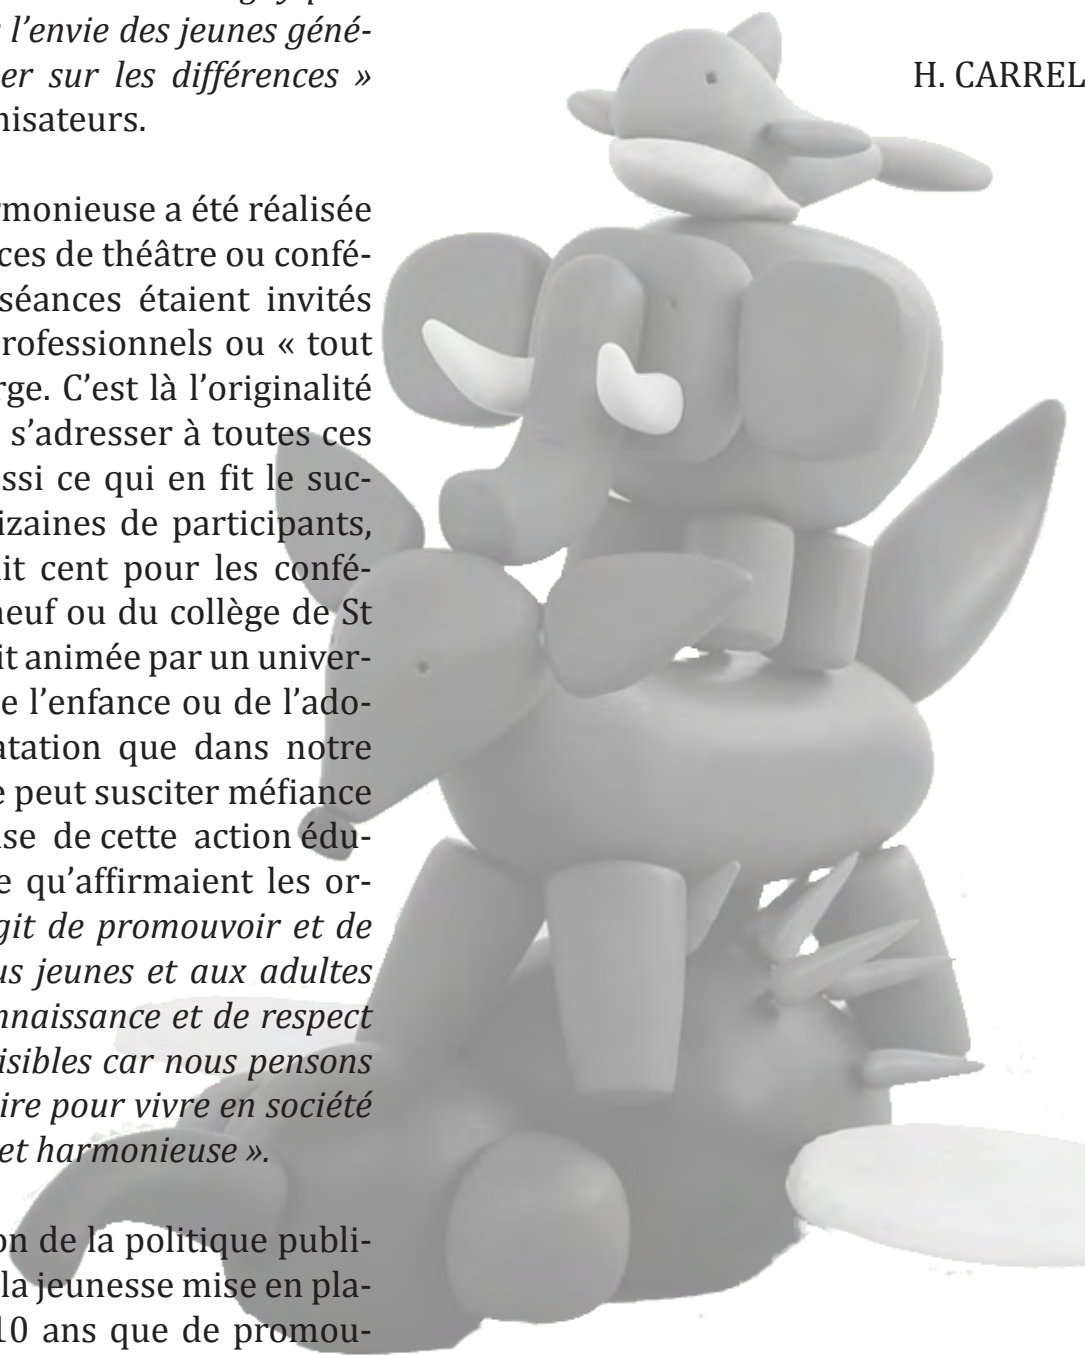 l’envie des jeunes géné-
er sur les différences »
nisateurs.
rmonieuse a été réalisée
ces de théâtre ou confé-
séances étaient invités
rofessionnels ou « tout
rge. C’est là l’originalité
s’adresser à toutes ces
ssi ce qui en fit le suc-
izaines de participants,
it cent pour les confé-
neuf ou du collège de St
it animée par un univer-
e l’enfance ou de l’ado-
atation que dans notre
e peut susciter méfiance
se de cette action édu-
e qu’affirmaient les or-
git de promouvoir et de
us jeunes et aux adultes
nnaissance et de respect
isibles car nous pensons
ire pour vivre en société
et harmonieuse ».
on de la politique publi-
la jeunesse mise en pla-
10 ans que de promou-
H. CARREL